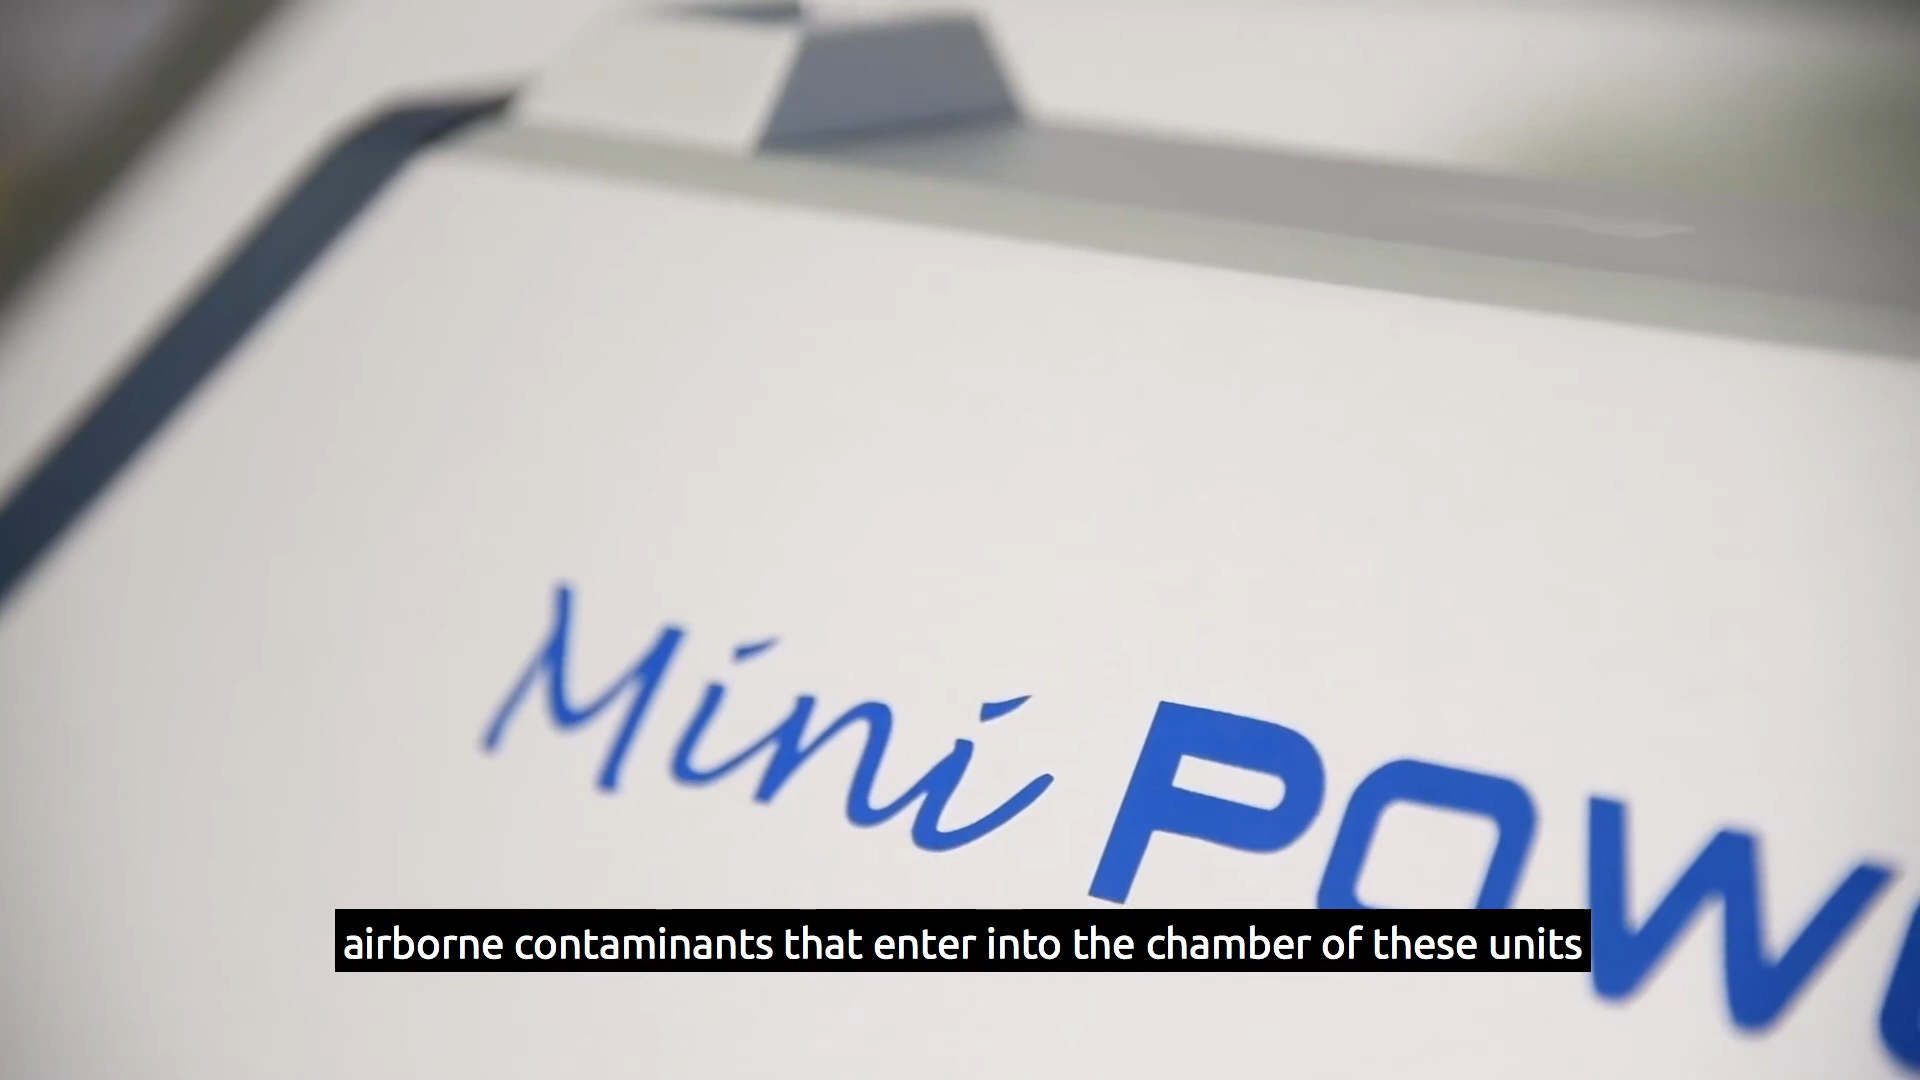 Mini POW
airborne contaminants that enter into the chamber of these units